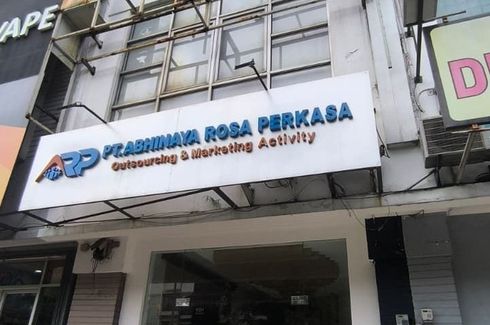 VAPE
ARP
PT.ABHINAYA ROSA PERKASA
Outsourcing & Marketing Activity